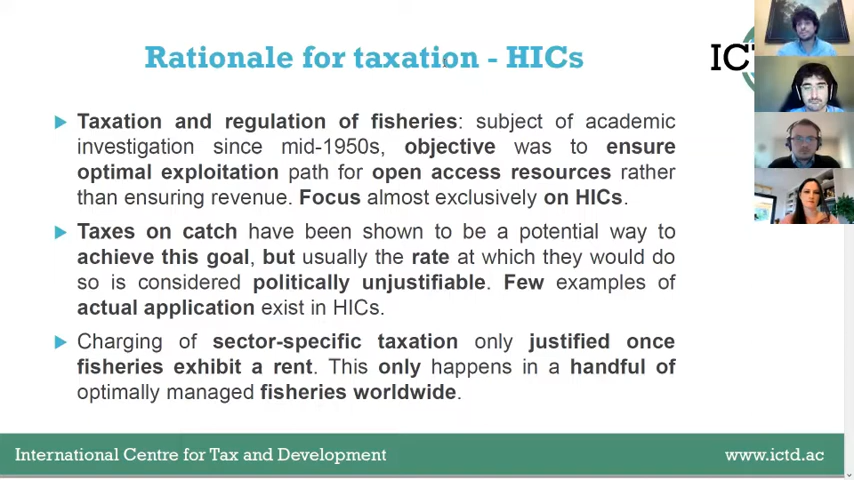 Rationale for taxation - HICs
Taxation and regulation of fisheries: subject of academic
investigation since mid-1950s, objective was to ensure
optimal exploitation path for open access resources rather
than ensuring revenue. Focus almost exclusively on HICs.
Taxes on catch have been shown to be a potential way to
achieve this goal, but usually the rate at which they would do
so is considered politically unjustifiable. Few examples of
actual application exist in HICs.
Charging of sector-specific taxation only justified once
fisheries exhibit a rent. This only happens in a handful of
optimally managed fisheries worldwide.
International Centre for Tax and Development
www.ictd.ac